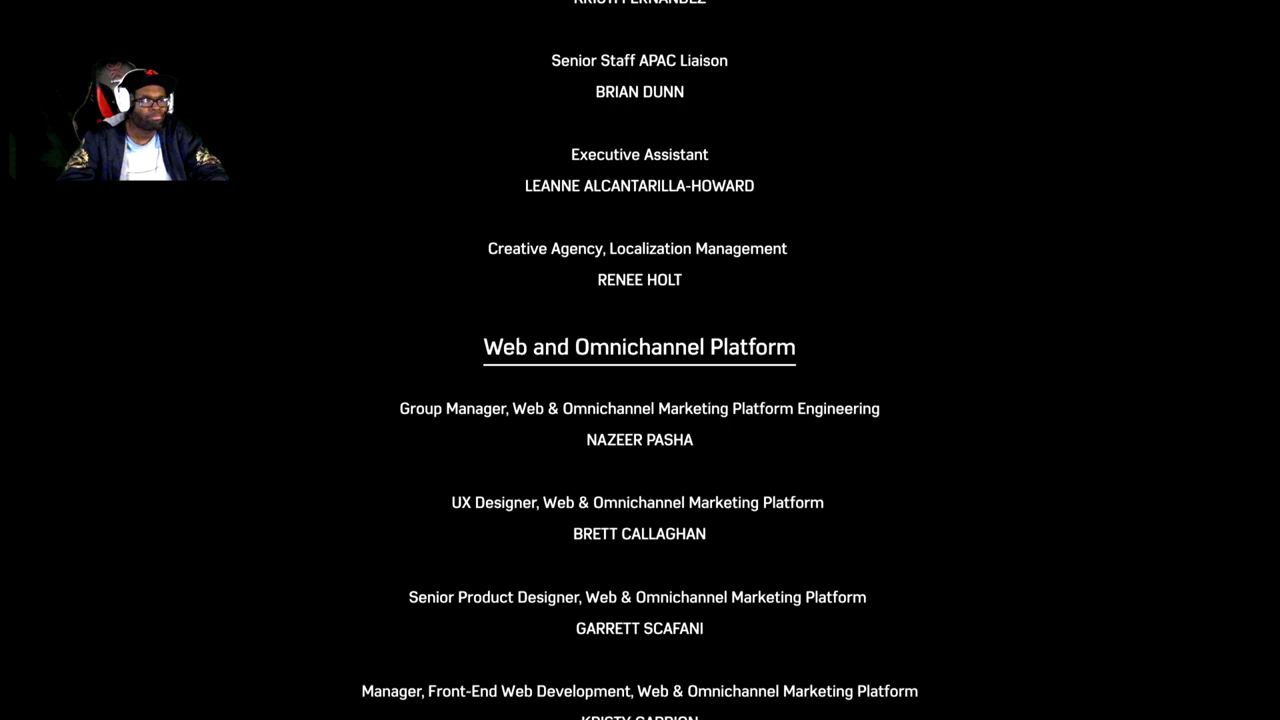 Senior Staff APAC Liaison
BRIAN DUNN
Executive Assistant
LEANNE ALCANTARILLA-HOWARD
Creative Agency, Localization Management
RENEE HOLT
Web and Omnichannel Platform
Group Manager, Web & Omnichannel Marketing Platform Engineering
NAZEER PASHA
UX Designer, Web & Omnichannel Marketing Platform
BRETT CALLAGHAN
Senior Product Designer, Web & Omnichannel Marketing Platform
GARRETT SCAFANI
Manager, Front-End Web Development, Web & Omnichannel Marketing Platform